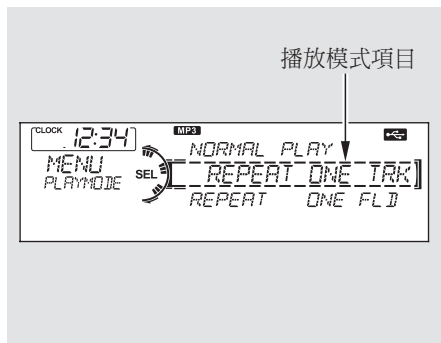 播放模式項目
CLOCK 12:34
MP3
NORMAL PLAY
MENU
PLAYMODE
SEL
REPEAT ONE TRK
REPEAT ONE FLD